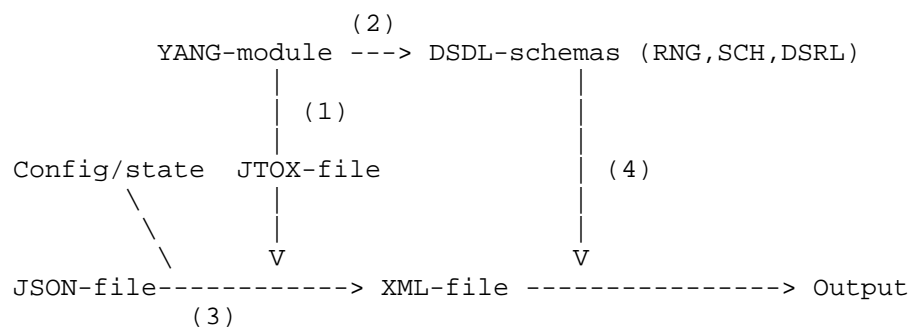 (2)
YANG-module ---> DSDL-schemas (RNG,SCH,DSRL)
(1)
Config/state JTOX-file (4)
V V
JSON-file------------> XML-file ----------------> Output
(3)